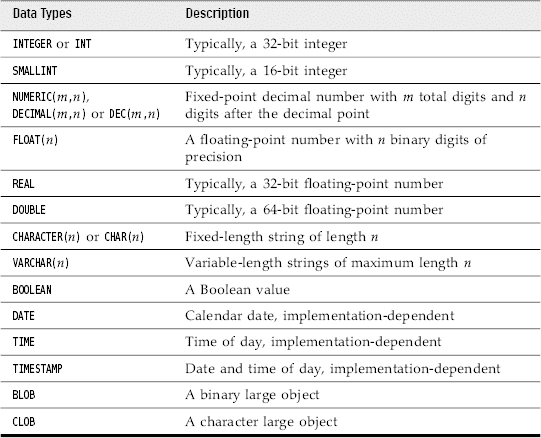 Data Types Description
INTEGER or INT Typically, a 32-bit integer
SMALLINT Typically, a 16-bit integer
NUMERIC(m,n), Fixed-point decimal number with m total digits and n
DECIMAL(m,n) or DEC(m,n) digits after the decimal point
FLOAT(n) A floating-point number with n binary digits of
precision
REAL Typically, a 32-bit floating-point number
DOUBLE Typically, a 64-bit floating-point number
CHARACTER(n) or CHAR(n) Fixed-length string of length n
VARCHAR(n) Variable-length strings of maximum length n
BOOLEAN A Boolean value
DATE Calendar date, implementation-dependent
TIME Time of day, implementation-dependent
TIMESTAMP Date and time of day, implementation-dependent
BLOB A binary large object
CLOB A character large object